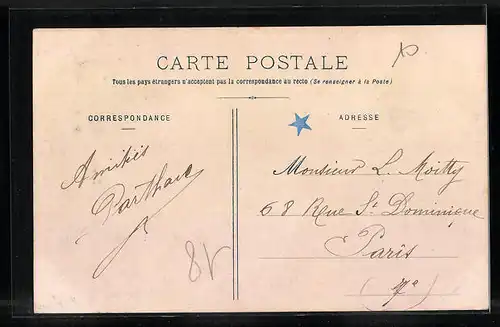 CARTE POSTALE
Tous les pays étrangers n'acceptent pas la correspondance au recto (Se renseigner à la Poste)
CORRESPONDANCE
ADRESSE
Amitiés
Monsieur L. Moitty
68 Rue St Dominique
Paris
(7e)